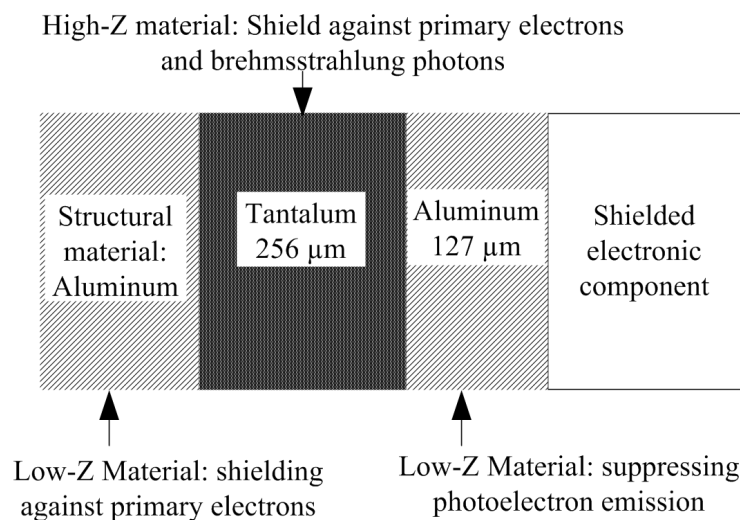 High-Z material: Shield against primary electrons
and brehmsstrahlung photons
Structural
material:
Aluminum
Tantalum
256 µm
Aluminum
127 µm
Shielded
electronic
component
Low-Z Material: shielding
against primary electrons
Low-Z Material: suppressing
photoelectron emission